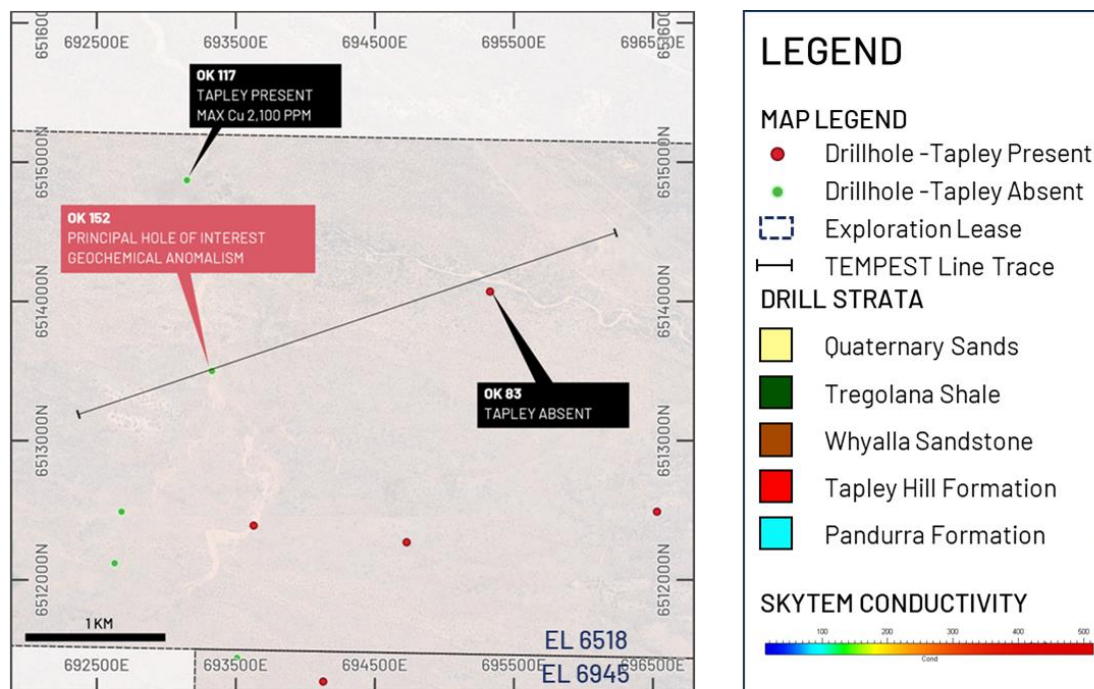 692500E 693500E 694500E 695500E 696500E
651600
OK 117
TAPLEY PRESENT
MAX Cu 2,100 PPM
6515000N 6515000N
OK 152
PRINCIPAL HOLE OF INTEREST
GEOCHEMICAL ANOMALISM
6514000N 6514000N
OK 83
TAPLEY ABSENT
6513000N 6513000N
6512000N 6512000N
1 KM
EL 6518
EL 6945
692500E 693500E 694500E 695500E 696500E
LEGEND
MAP LEGEND
Drillhole -Tapley Present
Drillhole -Tapley Absent
Exploration Lease
TEMPEST Line Trace
DRILL STRATA
Quaternary Sands
Tregolana Shale
Whyalla Sandstone
Tapley Hill Formation
Pandurra Formation
SKYTEM CONDUCTIVITY
100 200 300 400 500
Cond